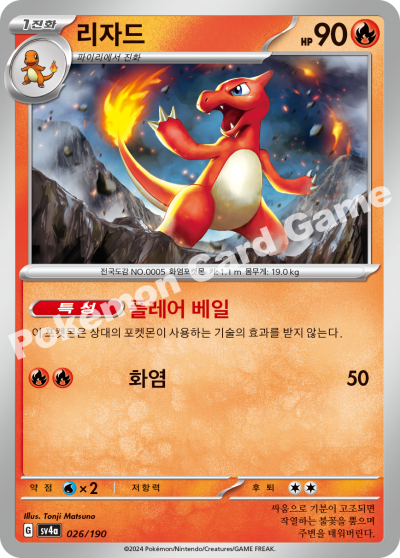 1진화
리자드
HP 90
파이리에서 진화
전국도감 NO.0005 화염포켓몬 키: 1.1 m 몸무게: 19.0 kg
특성 플레어 베일
이 포켓몬은 상대의 포켓몬이 사용하는 기술의 효과를 받지 않는다.
화염 50
약점 ×2 저항력 후퇴
Illus. Tonji Matsuno
G sv4a 026/190
싸움으로 기분이 고조되면
작열하는 불꽃을 뿜으며
주변을 태워버린다.
©2024 Pokémon/Nintendo/Creatures/GAME FREAK.
Pokémon Card Game